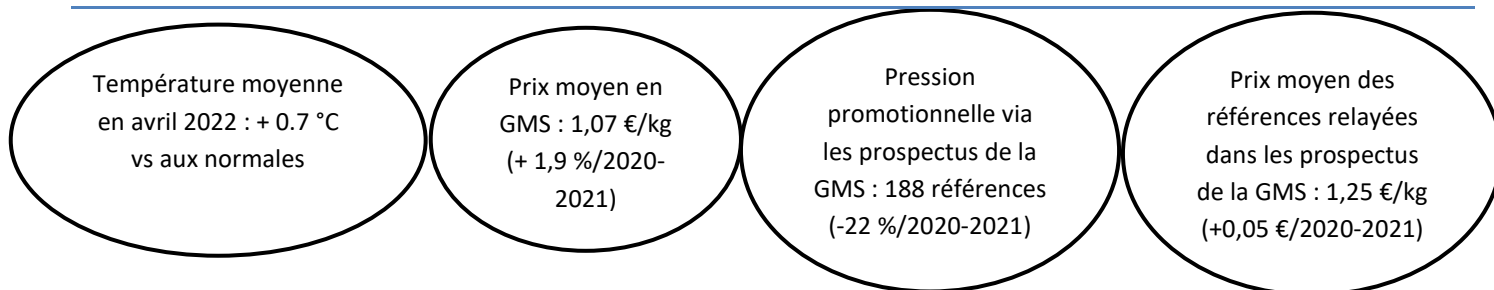 Température moyenne
en avril 2022 : + 0.7 °C
vs aux normales
Prix moyen en
GMS : 1,07 €/kg
(+ 1,9 %/2020-
2021)
Pression
promotionnelle via
les prospectus de la
GMS : 188 références
(-22 %/2020-2021)
Prix moyen des
références relayées
dans les prospectus
de la GMS : 1,25 €/kg
(+0,05 €/2020-2021)